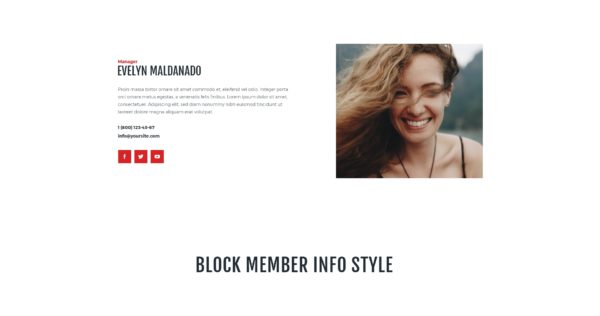 Manager
EVELYN MALDANADO
Proin massa tortor ornare sit amet commodo et, eleifend vel odio. Integer porta
orci ornare metus egestas, a venenatis felis finibus. Lorem ipsum dolor sit amet,
consectetuer. Adipiscing elit, sed diam nonummy nibh euismod tincidunt ut
laoreet dolore magna aliquam erat volutpat.
1 (800) 123-45-67
info@yoursite.com
BLOCK MEMBER INFO STYLE